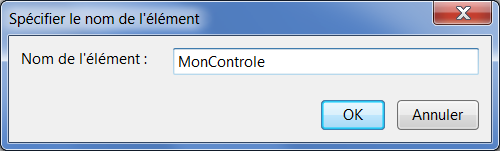 Spécifier le nom de l'élément
Nom de l'élément : MonControle
OK Annuler